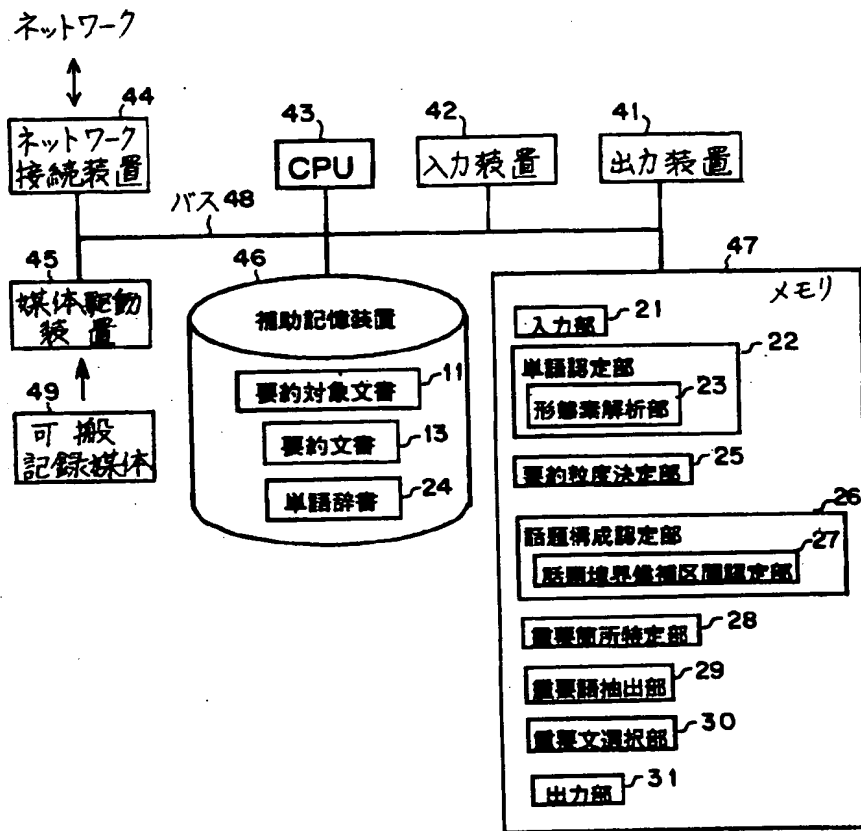 ネットワーク
44
ネットワーク
接続装置
43
CPU
42
入力装置
41
出力装置
バス48
45
媒体駆動
装置
49
可搬
記録媒体
46
補助記憶装置
要約対象文書
11
要約文書
13
単語辞書
24
47
メモリ
入力部
21
22
単語認定部
形態素解析部
23
要約粒度決定部
25
26
話題構成認定部
27
話題境界候補区間認定部
重要箇所特定部
28
重要語抽出部
29
重要文選択部
30
出力部
31